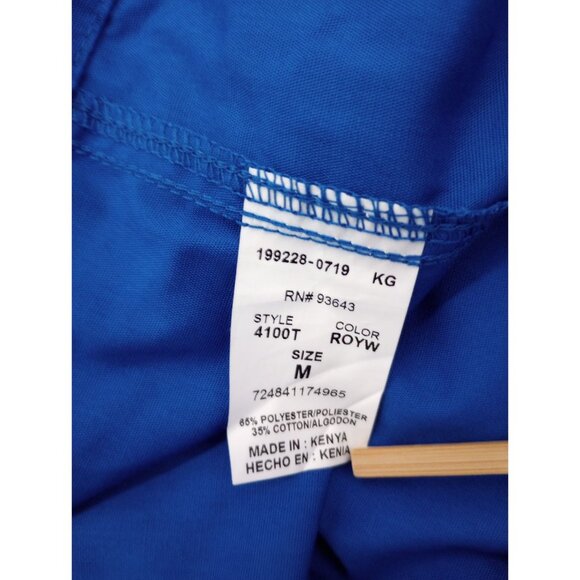 199228-0719 KG
RN# 93643
STYLE COLOR
4100T ROYW
SIZE
M
724841174965
65% POLYESTER/POLIESTER
35% COTTON/ALGODON
MADE IN : KENYA
HECHO EN : KENIA